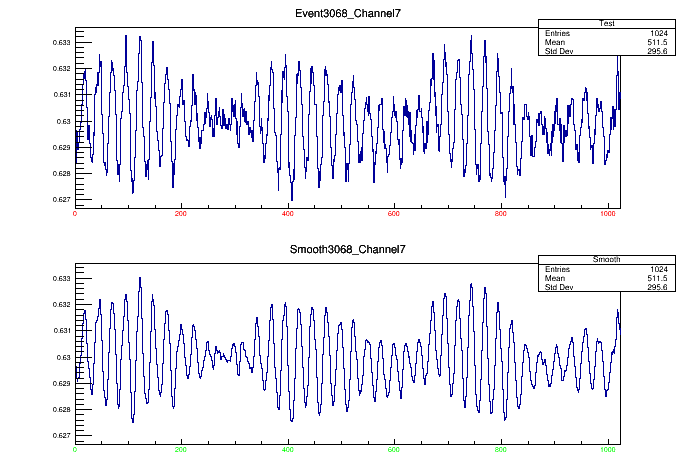 Event3068_Channel7
Test
Entries 1024
Mean 511.5
Std Dev 295.6
0.633
0.632
0.631
0.63
0.629
0.628
0.627
0 200 400 600 800 1000
Smooth3068_Channel7
Smooth
Entries 1024
Mean 511.5
Std Dev 295.6
0.633
0.632
0.631
0.63
0.629
0.628
0.627
0 200 400 600 800 1000